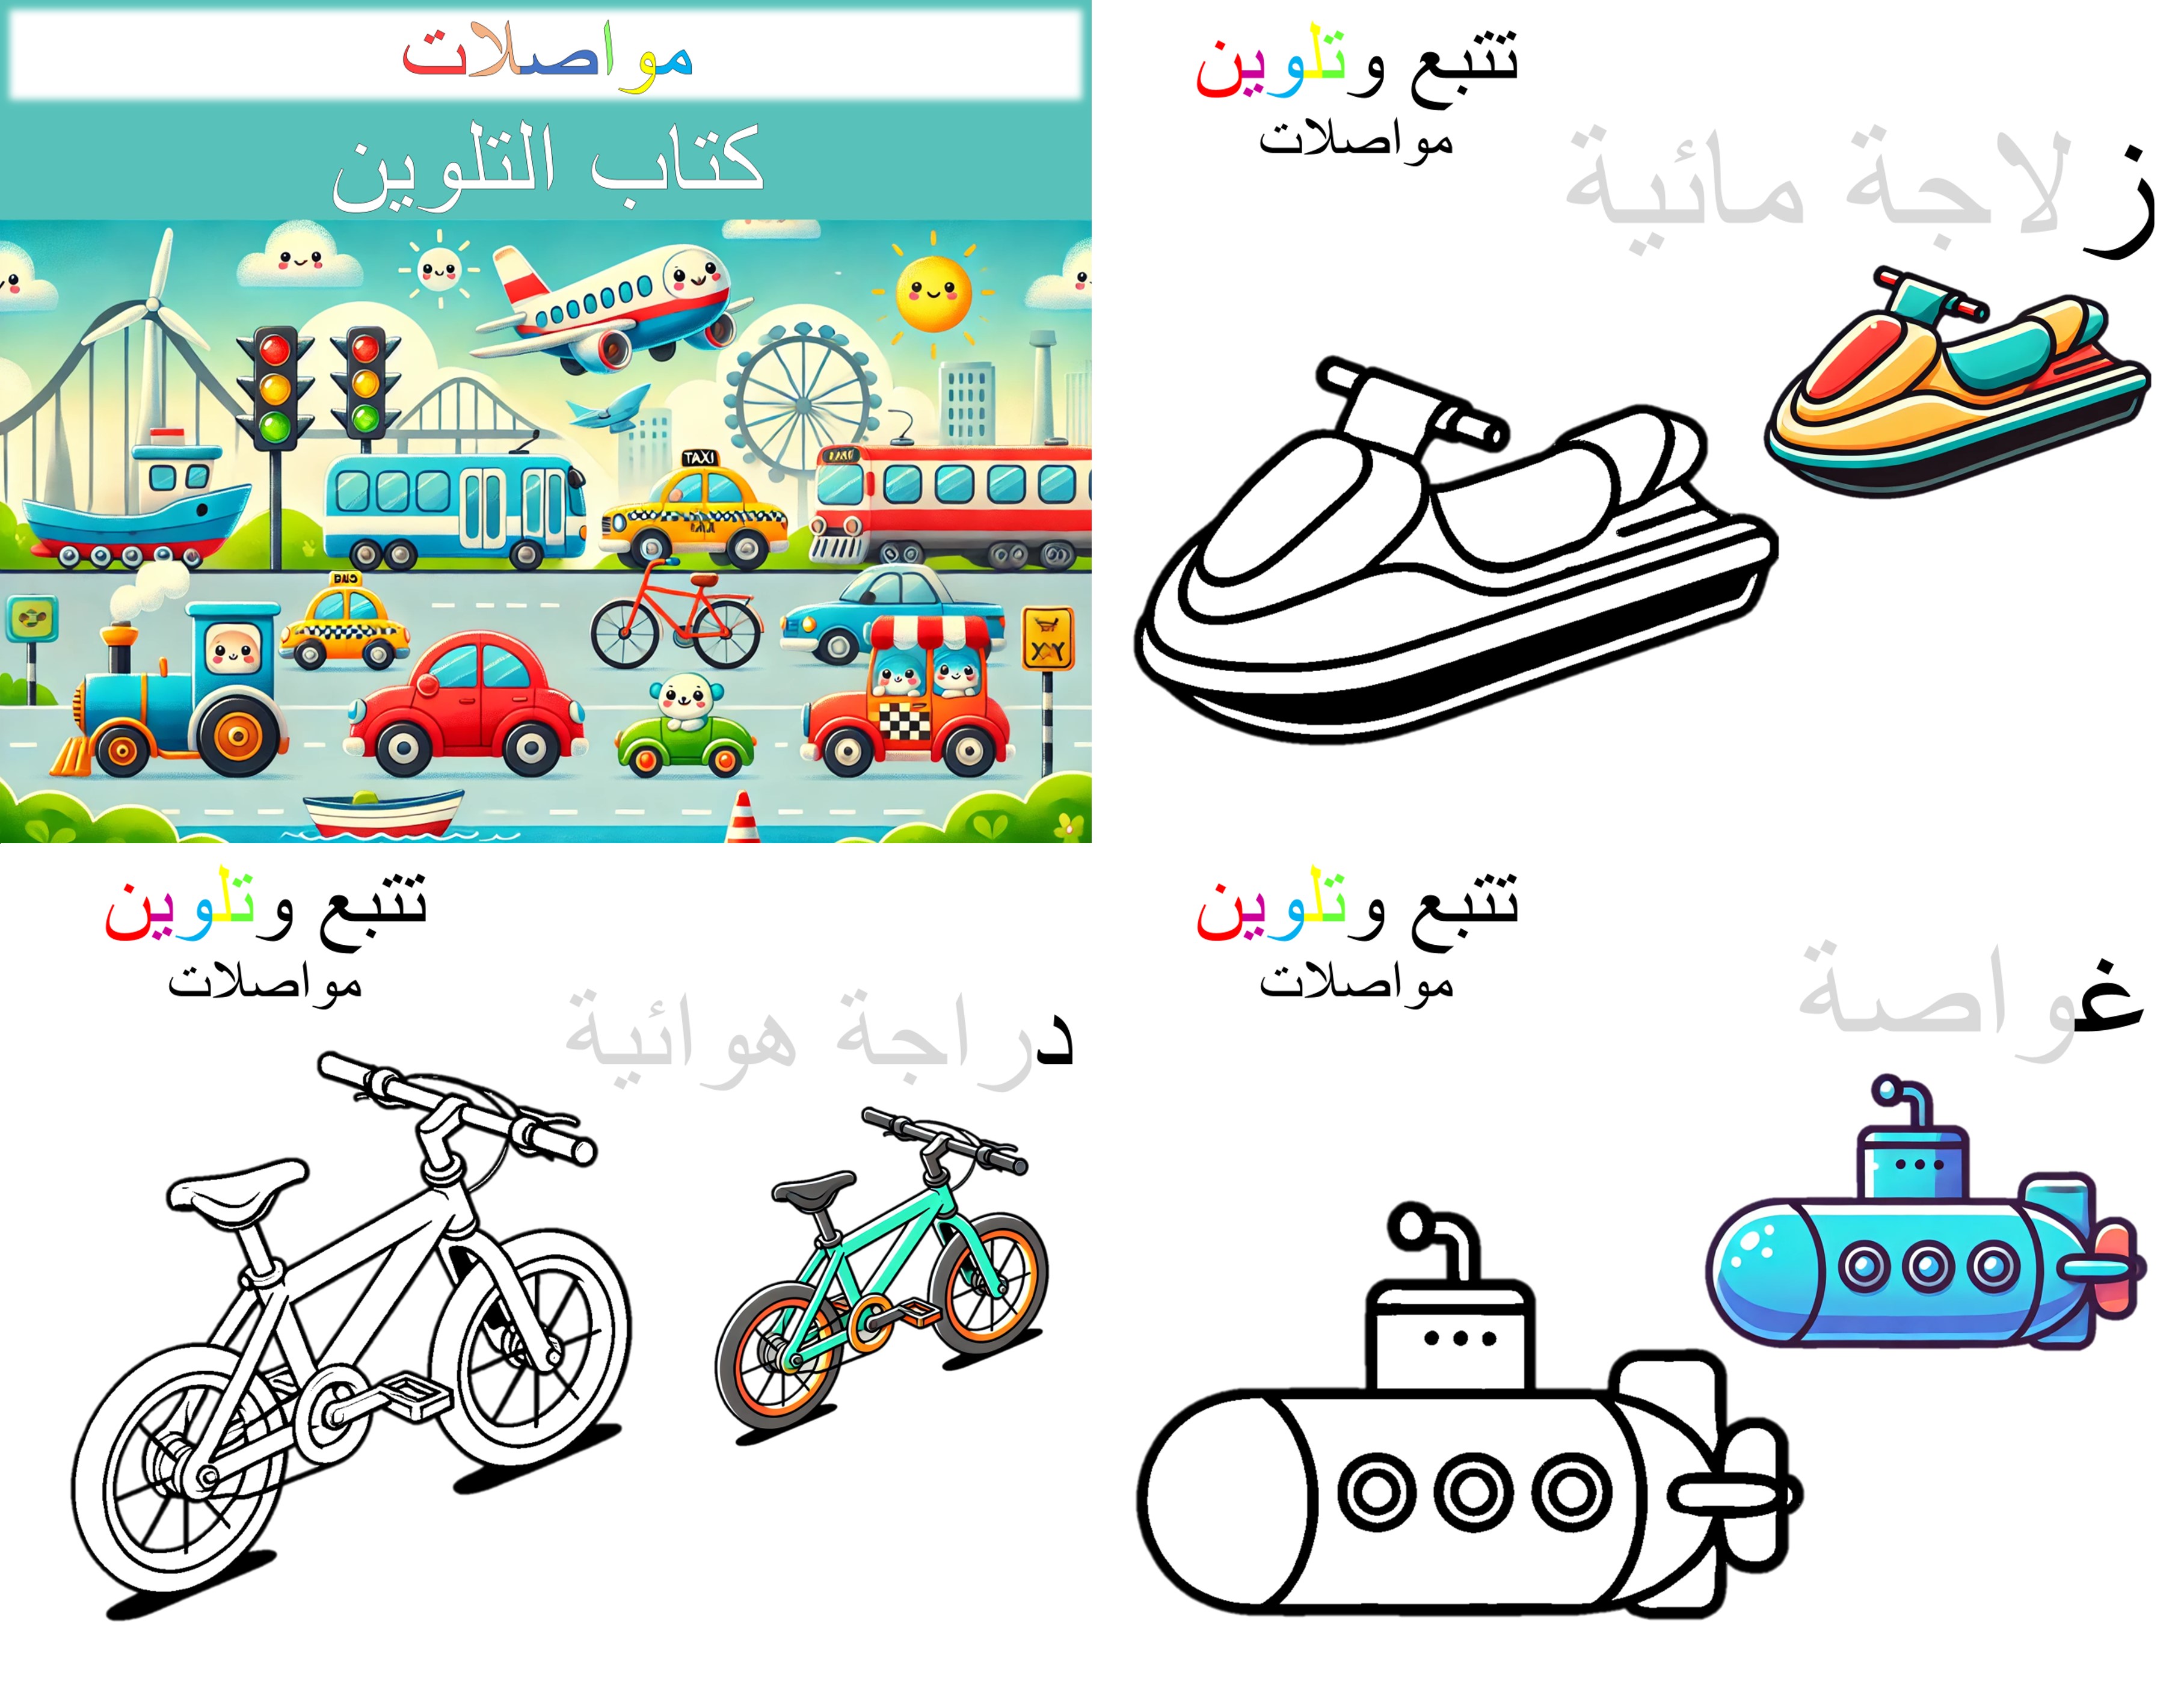 مواصلات
كتاب التلوين
TAXI
تتبع وتلوين
مواصلات
زلاجة مائية
تتبع وتلوين
مواصلات
دراجة هوائية
تتبع وتلوين
مواصلات
غواصة